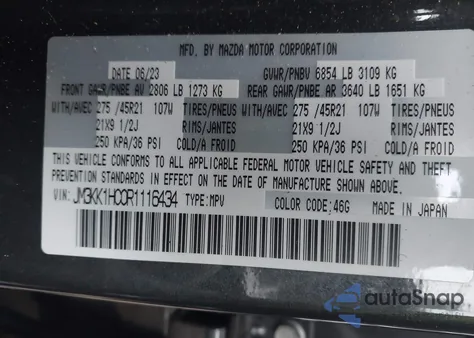 MFD. BY MAZDA MOTOR CORPORATION
DATE 06/23 GVWR/PNBV 6854 LB 3109 KG
FRONT GAWR/PNBE AV 2806 LB 1273 KG REAR GAWR/PNBE AR 3640 LB 1651 KG
WITH/AVEC 275 /45R21 107W TIRES/PNEUS WITH/AVEC 275 /45R21 107W TIRES/PNEUS
21X9 1/2J RIMS/JANTES 21X9 1/2J RIMS/JANTES
250 KPA/36 PSI COLD/A FROID 250 KPA/36 PSI COLD/A FROID
THIS VEHICLE CONFORMS TO ALL APPLICABLE FEDERAL MOTOR VEHICLE SAFETY AND THEFT
PREVENTION STANDARDS IN EFFECT ON THE DATE OF MANUFACTURE SHOWN ABOVE.
VIN: JM3KK1HC0R1116434 TYPE:MPV COLOR CODE:46G MADE IN JAPAN
autoSnap